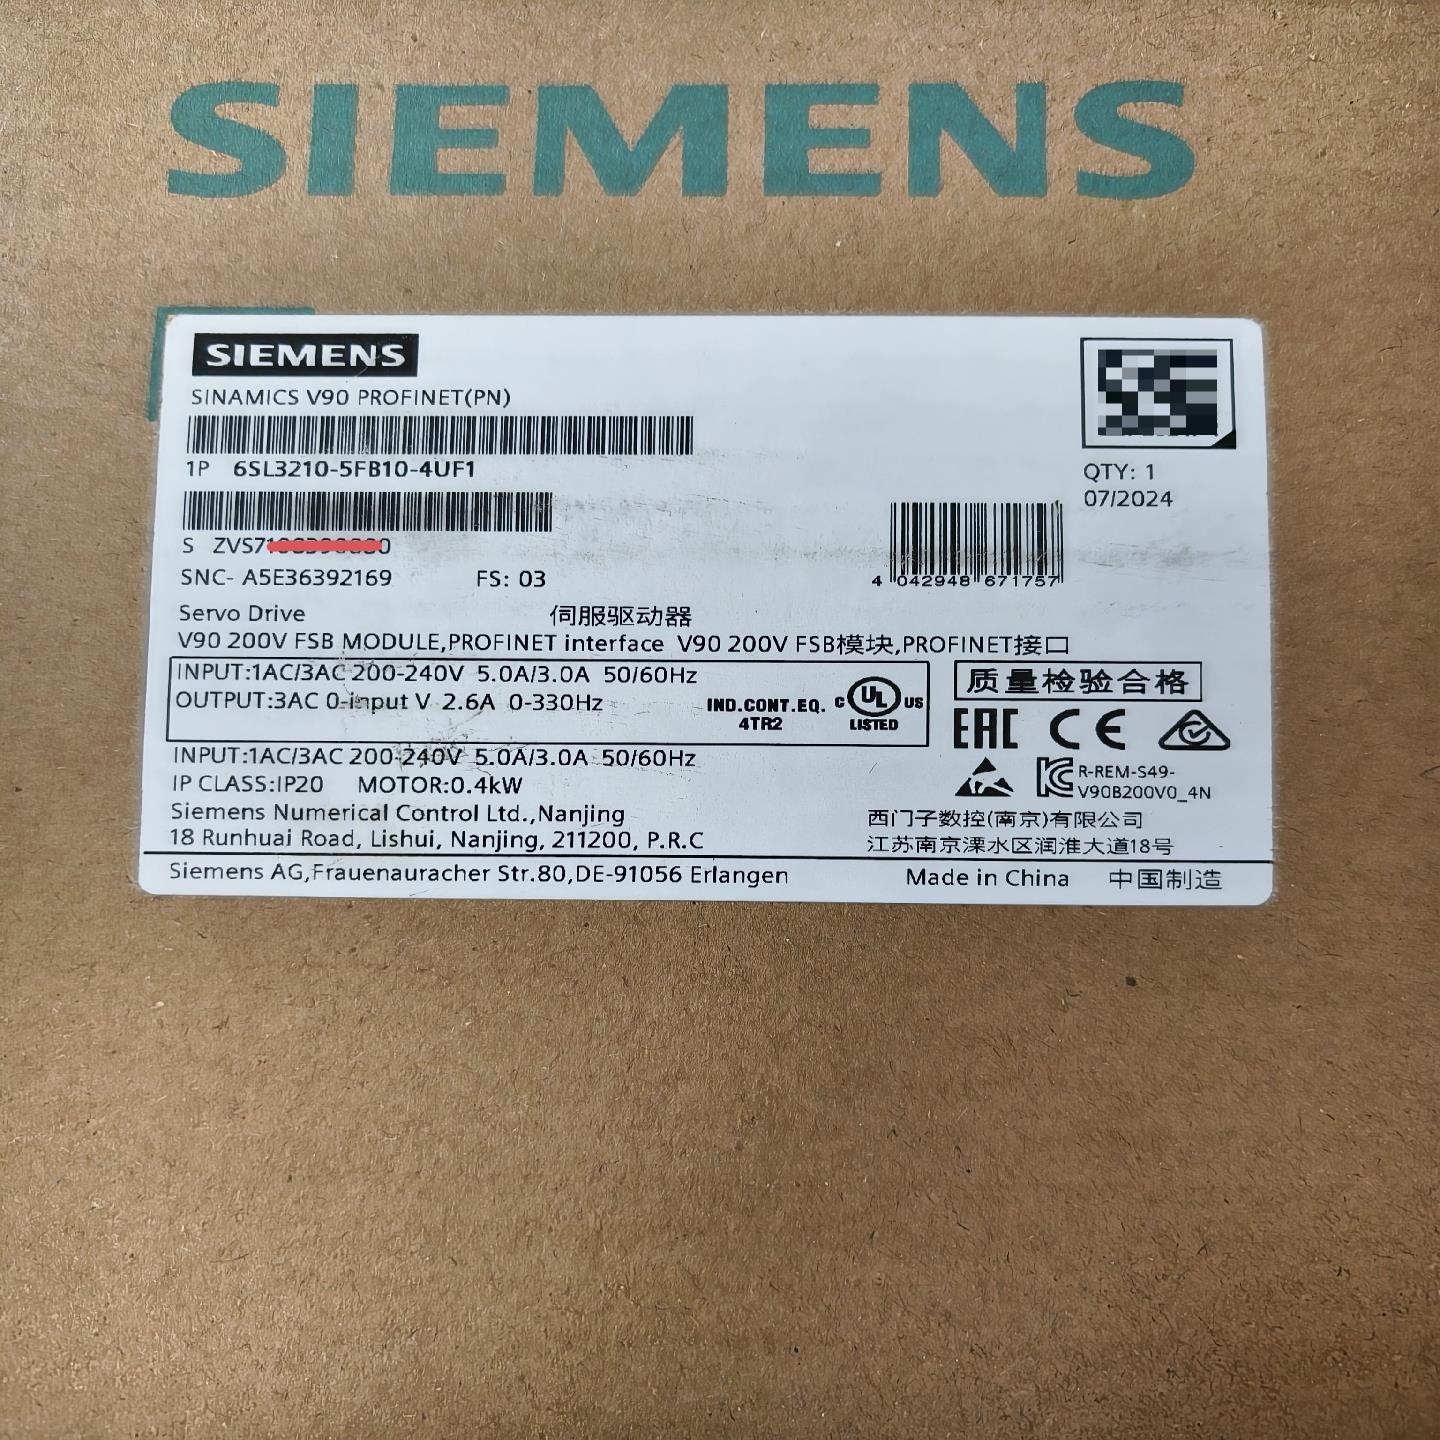 SIEMENS
SIEMENS
SINAMICS V90 PROFINET(PN)
1P 6SL3210-5FB10-4UF1
QTY: 1
07/2024
S ZVS7
SNC- A5E36392169 FS: 03
4 042948 671757
Servo Drive 伺服驱动器
V90 200V FSB MODULE,PROFINET interface V90 200V FSB模块,PROFINET接口
INPUT:1AC/3AC 200-240V 5.0A/3.0A 50/60Hz
OUTPUT:3AC 0-input V 2.6A 0-330Hz
IND.CONT.EQ.
4TR2
C UL US
LISTED
质量检验合格
EAC CE
INPUT:1AC/3AC 200-240V 5.0A/3.0A 50/60Hz
IP CLASS:IP20 MOTOR:0.4kW
R-REM-S49-
V90B200V0_4N
Siemens Numerical Control Ltd.,Nanjing
18 Runhuai Road, Lishui, Nanjing, 211200, P.R.C
西门子数控(南京)有限公司
江苏南京溧水区润淮大道18号
Siemens AG,Frauenauracher Str.80,DE-91056 Erlangen
Made in China 中国制造